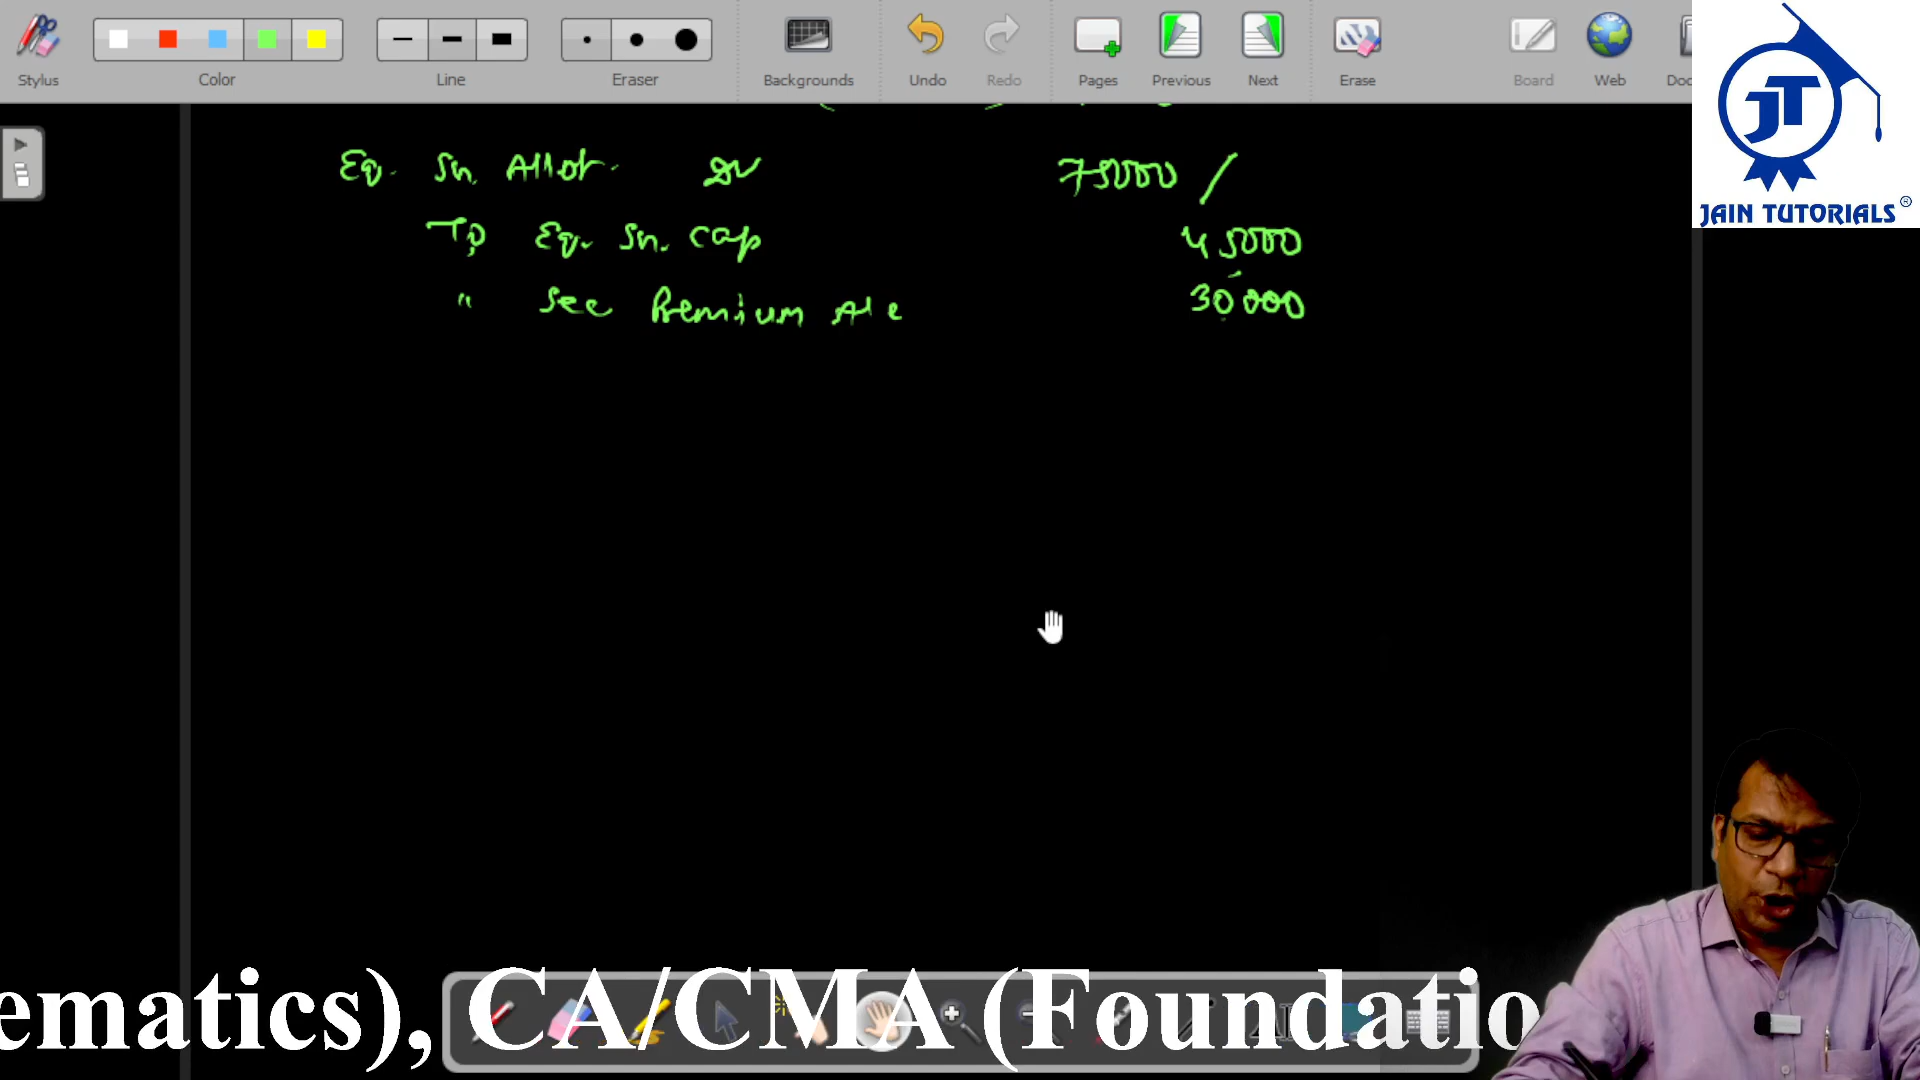 Stylus
Color
Line
Eraser
Backgrounds
Undo
Redo
Pages
Previous
Next
Erase
Board
Web
Doc
JT
JAIN TUTORIALS®
Eq. Sh. Allot. Dr 75000 /
To Eq. Sh. Cap 45000
" Sec Premium A/c 30000
ematics), CA/CMA (Foundatio